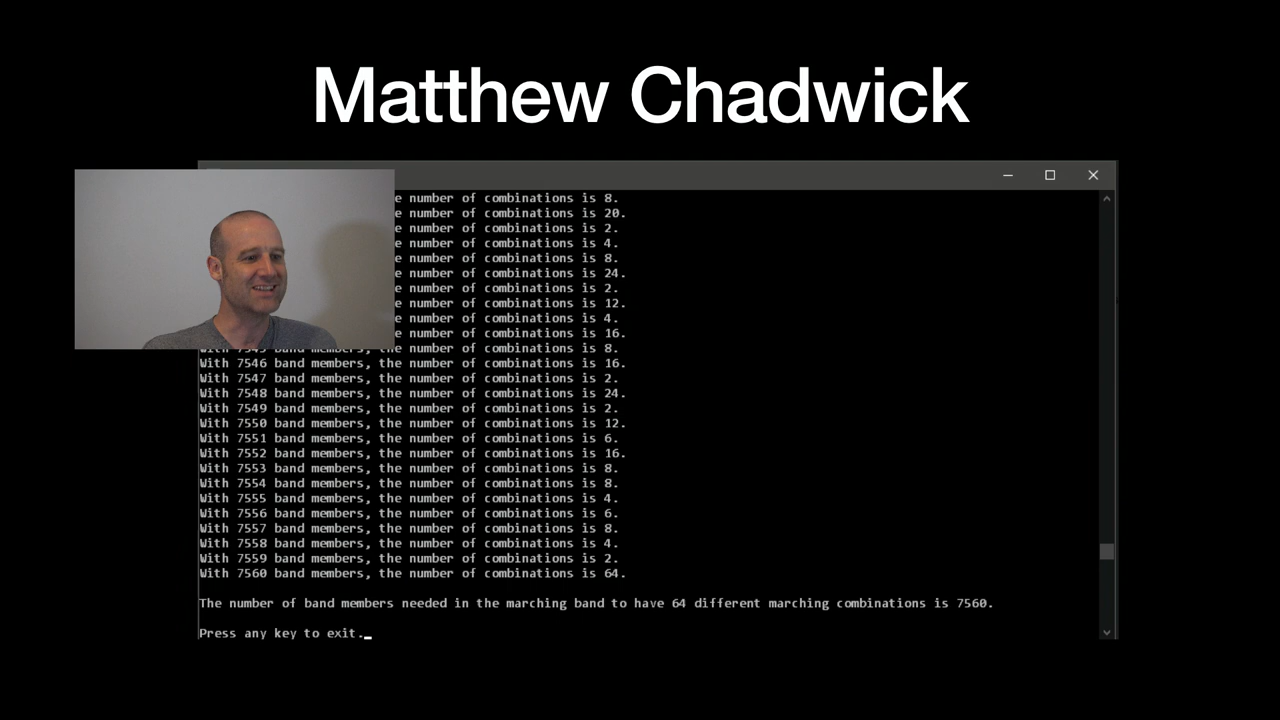 Matthew Chadwick
e number of combinations is 8.
e number of combinations is 20.
e number of combinations is 2.
e number of combinations is 4.
e number of combinations is 8.
e number of combinations is 24.
e number of combinations is 2.
e number of combinations is 12.
e number of combinations is 4.
e number of combinations is 16.
With 7545 band members, the number of combinations is 8.
With 7546 band members, the number of combinations is 16.
With 7547 band members, the number of combinations is 2.
With 7548 band members, the number of combinations is 24.
With 7549 band members, the number of combinations is 2.
With 7550 band members, the number of combinations is 12.
With 7551 band members, the number of combinations is 6.
With 7552 band members, the number of combinations is 16.
With 7553 band members, the number of combinations is 8.
With 7554 band members, the number of combinations is 8.
With 7555 band members, the number of combinations is 4.
With 7556 band members, the number of combinations is 6.
With 7557 band members, the number of combinations is 8.
With 7558 band members, the number of combinations is 4.
With 7559 band members, the number of combinations is 2.
With 7560 band members, the number of combinations is 64.
The number of band members needed in the marching band to have 64 different marching combinations is 7560.
Press any key to exit.